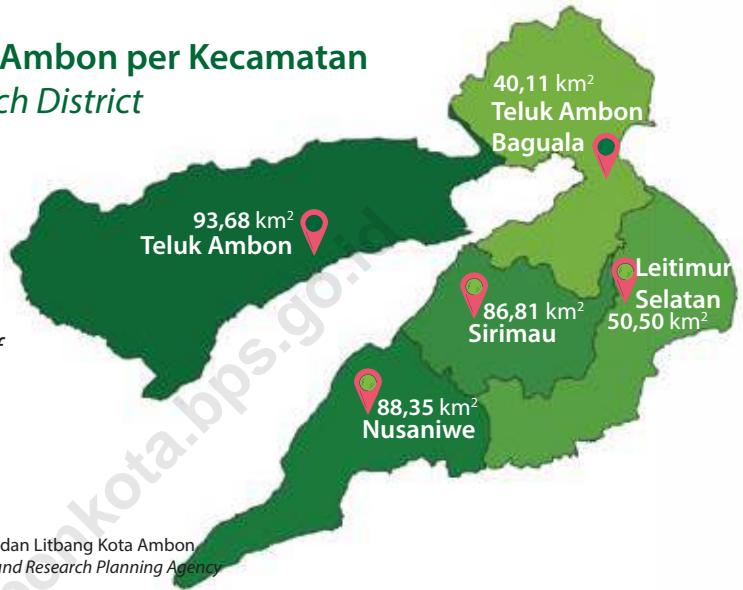 Ambon per Kecamatan
ch District
40,11 km²
Teluk Ambon
Baguala
93,68 km²
Teluk Ambon
Leitimur
Selatan
50,50 km²
86,81 km²
Sirimau
88,35 km²
Nusaniwe
f
dan Litbang Kota Ambon
and Research Planning Agency
onkota.bps.go.id